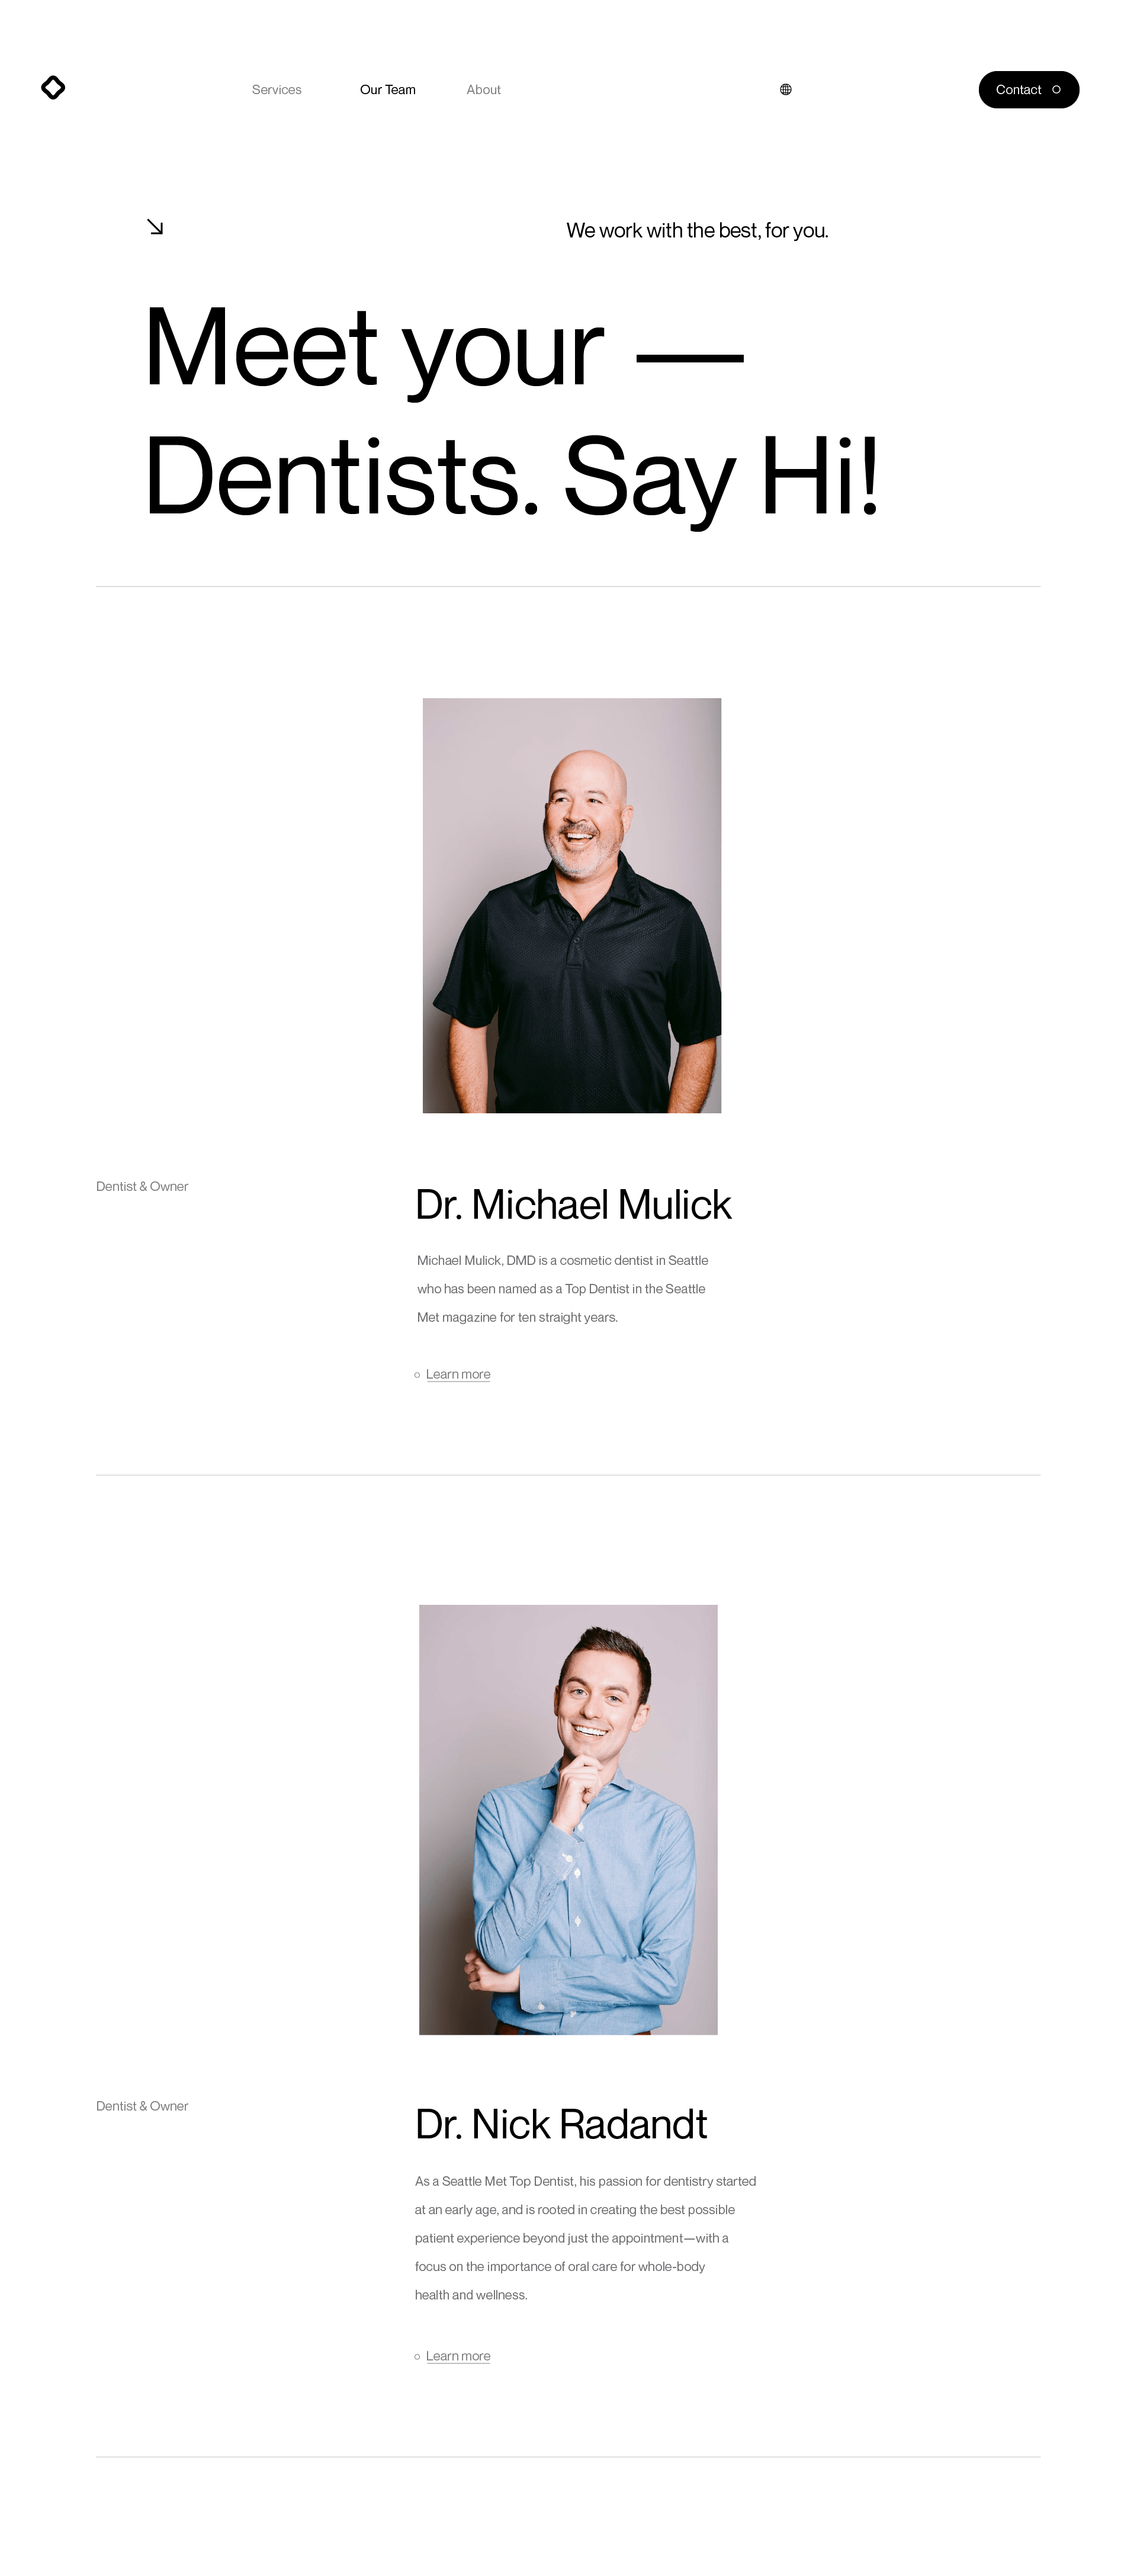 Services
Our Team
About
Contact
We work with the best, for you.
Meet your —
Dentists. Say Hi!
Dentist & Owner
Dr. Michael Mulick
Michael Mulick, DMD is a cosmetic dentist in Seattle
who has been named as a Top Dentist in the Seattle
Met magazine for ten straight years.
Learn more
Dentist & Owner
Dr. Nick Radandt
As a Seattle Met Top Dentist, his passion for dentistry started
at an early age, and is rooted in creating the best possible
patient experience beyond just the appointment—with a
focus on the importance of oral care for whole-body
health and wellness.
Learn more